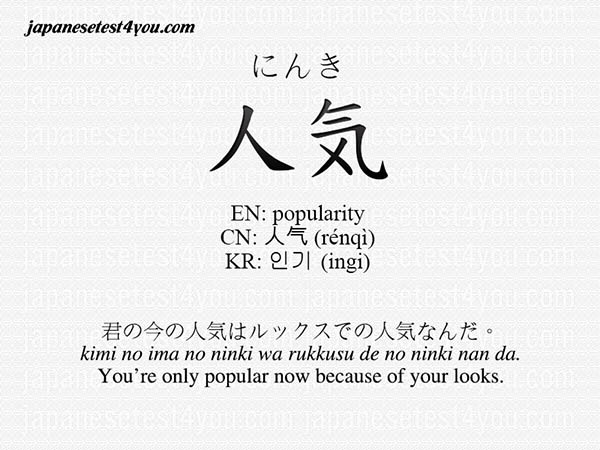 japanesetest4you.com
にんき
人気
EN: popularity
CN: 人气 (rénqì)
KR: 인기 (ingi)
君の今の人気はルックスでの人気なんだ。
kimi no ima no ninki wa rukkusu de no ninki nan da.
You’re only popular now because of your looks.